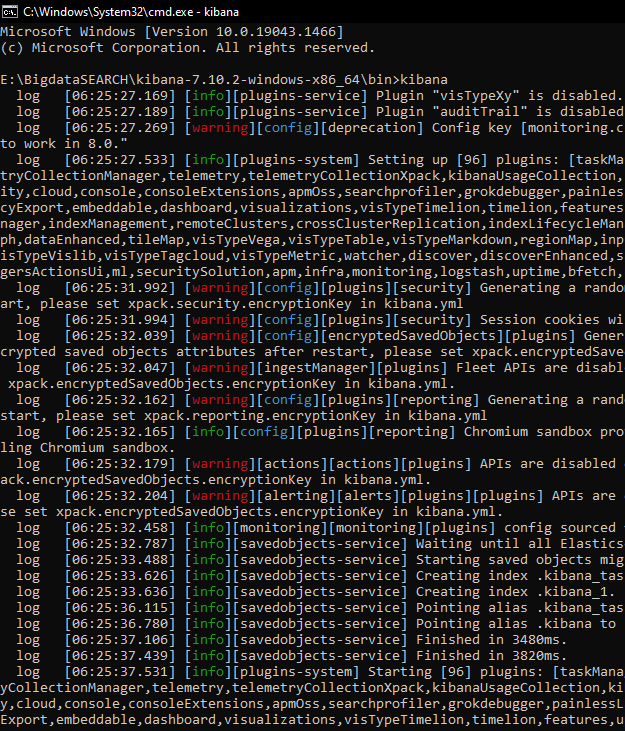 C:\Windows\System32\cmd.exe - kibana
Microsoft Windows [Version 10.0.19043.1466]
(c) Microsoft Corporation. All rights reserved.
E:\BigdataSEARCH\kibana-7.10.2-windows-x86_64\bin>kibana
log [06:25:27.169] [info][plugins-service] Plugin "visTypeXy" is disabled.
log [06:25:27.189] [info][plugins-service] Plugin "auditTrail" is disabled
log [06:25:27.269] [warning][config][deprecation] Config key [monitoring.c
to work in 8.0."
log [06:25:27.533] [info][plugins-system] Setting up [96] plugins: [taskMa
tryCollectionManager,telemetry,telemetryCollectionXpack,kibanaUsageCollection,
ity,cloud,console,consoleExtensions,apmOss,searchprofiler,grokdebugger,painles
cyExport,embeddable,dashboard,visualizations,visTypeTimelion,timelion,features
nager,indexManagement,remoteClusters,crossClusterReplication,indexLifecycleMan
ph,dataEnhanced,tileMap,visTypeVega,visTypeTable,visTypeMarkdown,regionMap,inp
isTypeVislib,visTypeTagcloud,visTypeMetric,watcher,discover,discoverEnhanced,s
gersActionsUi,ml,securitySolution,apm,infra,monitoring,logstash,uptime,bfetch,
log [06:25:31.992] [warning][config][plugins][security] Generating a rando
art, please set xpack.security.encryptionKey in kibana.yml
log [06:25:31.994] [warning][config][plugins][security] Session cookies wi
log [06:25:32.039] [warning][config][encryptedSavedObjects][plugins] Gener
crypted saved objects attributes after restart, please set xpack.encryptedSave
log [06:25:32.047] [warning][ingestManager][plugins] Fleet APIs are disabl
xpack.encryptedSavedObjects.encryptionKey in kibana.yml.
log [06:25:32.162] [warning][config][plugins][reporting] Generating a rand
start, please set xpack.reporting.encryptionKey in kibana.yml
log [06:25:32.165] [info][config][plugins][reporting] Chromium sandbox pro
ling Chromium sandbox.
log [06:25:32.179] [warning][actions][actions][plugins] APIs are disabled
ack.encryptedSavedObjects.encryptionKey in kibana.yml.
log [06:25:32.204] [warning][alerting][alerts][plugins][plugins] APIs are
se set xpack.encryptedSavedObjects.encryptionKey in kibana.yml.
log [06:25:32.458] [info][monitoring][monitoring][plugins] config sourced
log [06:25:32.787] [info][savedobjects-service] Waiting until all Elastics
log [06:25:33.488] [info][savedobjects-service] Starting saved objects mig
log [06:25:33.626] [info][savedobjects-service] Creating index .kibana_tas
log [06:25:33.636] [info][savedobjects-service] Creating index .kibana_1.
log [06:25:36.115] [info][savedobjects-service] Pointing alias .kibana_tas
log [06:25:36.780] [info][savedobjects-service] Pointing alias .kibana to
log [06:25:37.106] [info][savedobjects-service] Finished in 3480ms.
log [06:25:37.439] [info][savedobjects-service] Finished in 3820ms.
log [06:25:37.531] [info][plugins-system] Starting [96] plugins: [taskMana
yCollectionManager,telemetry,telemetryCollectionXpack,kibanaUsageCollection,ki
y,cloud,console,consoleExtensions,apmOss,searchprofiler,grokdebugger,painlessL
Export,embeddable,dashboard,visualizations,visTypeTimelion,timelion,features,u